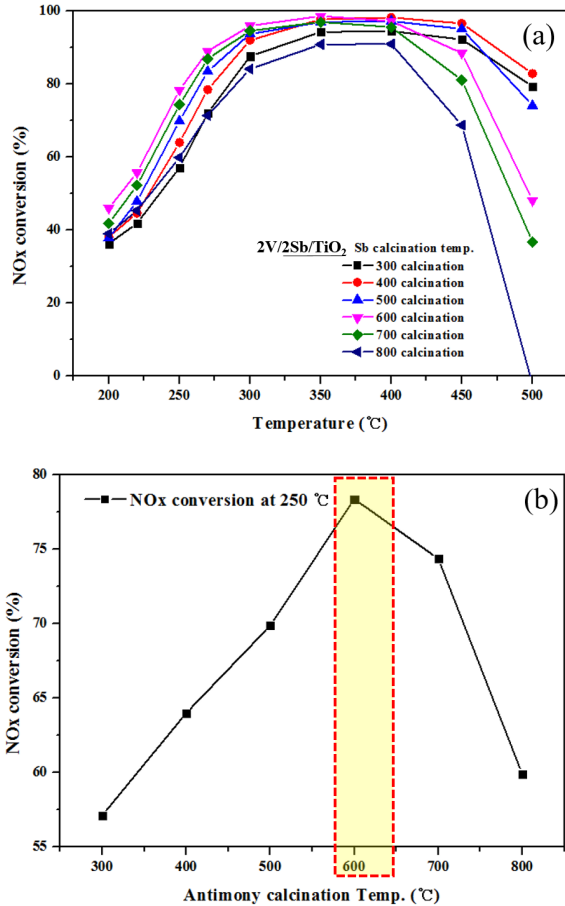 (a)
100
80
60
40
20
0
NOx conversion (%)
2V/2Sb/TiO₂ Sb calcination temp.
300 calcination
400 calcination
500 calcination
600 calcination
700 calcination
800 calcination
200 250 300 350 400 450 500
Temperature (℃)
(b)
NOx conversion at 250 ℃
80
75
70
65
60
55
NOx conversion (%)
300 400 500 600 700 800
Antimony calcination Temp. (℃)